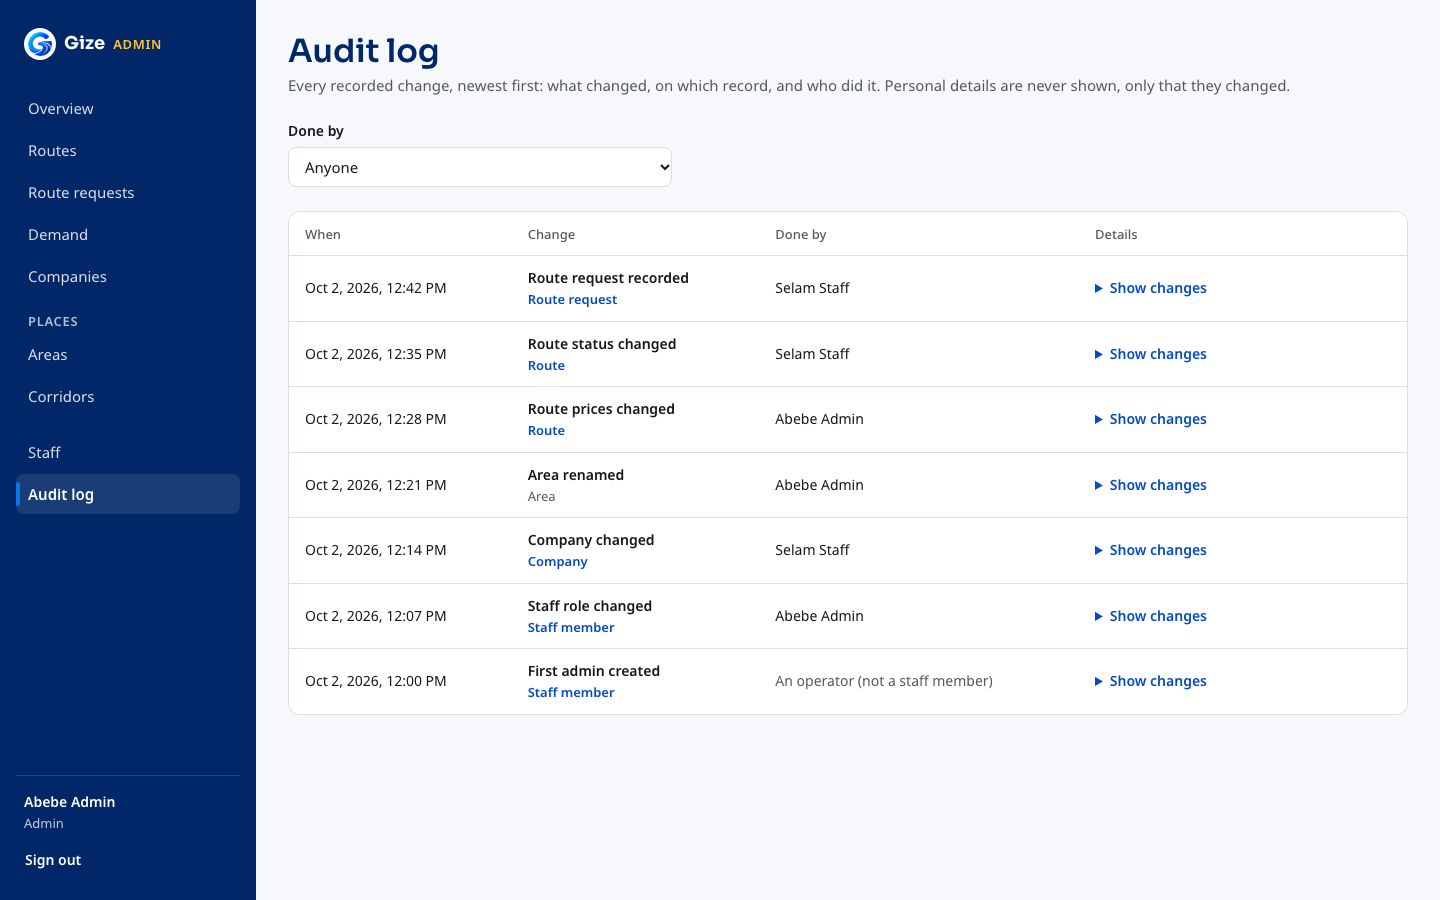 Gize ADMIN
Overview
Routes
Route requests
Demand
Companies
PLACES
Areas
Corridors
Staff
Audit log
Abebe Admin
Admin
Sign out
Audit log
Every recorded change, newest first: what changed, on which record, and who did it. Personal details are never shown, only that they changed.
Done by
Anyone
When Change Done by Details
Oct 2, 2026, 12:42 PM Route request recorded Selam Staff Show changes
Route request
Oct 2, 2026, 12:35 PM Route status changed Selam Staff Show changes
Route
Oct 2, 2026, 12:28 PM Route prices changed Abebe Admin Show changes
Route
Oct 2, 2026, 12:21 PM Area renamed Abebe Admin Show changes
Area
Oct 2, 2026, 12:14 PM Company changed Selam Staff Show changes
Company
Oct 2, 2026, 12:07 PM Staff role changed Abebe Admin Show changes
Staff member
Oct 2, 2026, 12:00 PM First admin created An operator (not a staff member) Show changes
Staff member